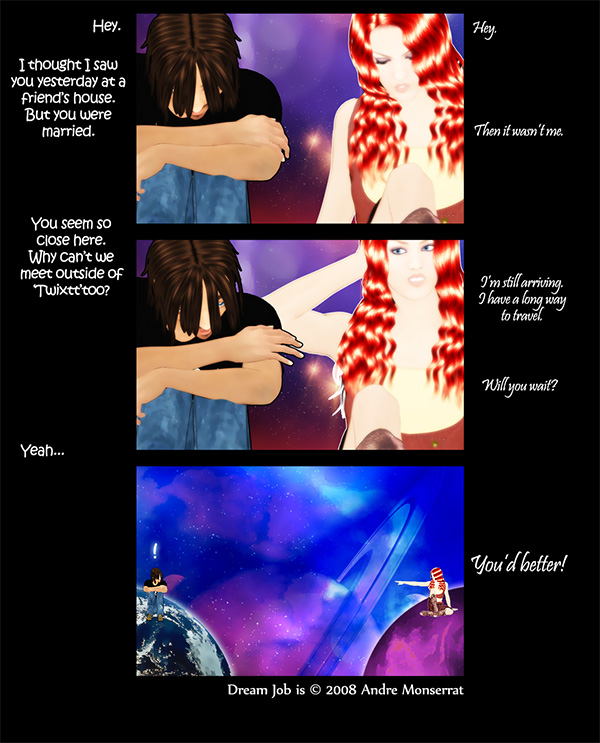 Hey.
Hey.
I thought I saw
you yesterday at a
friend's house.
But you were
married.
Then it wasn't me.
You seem so
close here.
Why can't we
meet outside of
'Twixtt'too?
I'm still arriving.
I have a long way
to travel.
Will you wait?
Yeah...
!
You'd better!
Dream Job is © 2008 Andre Monserrat